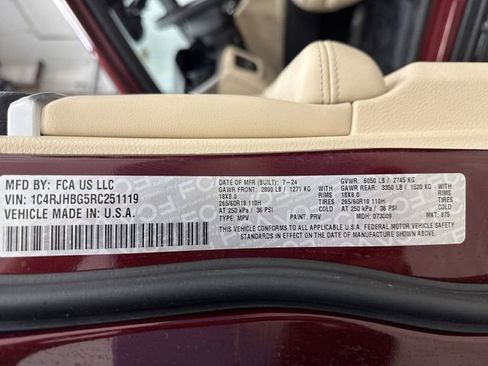 MFD BY: FCA US LLC
VIN: 1C4RJHBG5RC251119
VEHICLE MADE IN: U.S.A.
DATE OF MFR (BUILT): 7-24
GAWR FRONT: 2800 LB / 1271 KG
18X8.0
265/60R18 110H
AT 250 kPa / 36 PSI
TYPE: MPV
GVWR: 6050 LB / 2745 KG
GAWR REAR: 3350 LB / 1520 KG
RIMS 18X8.0
TIRES 265/60R18 110H
COLD AT 250 kPa / 36 PSI
MDH: 073009 MKT: 875
RIMS
TIRES
COLD
THIS VEHICLE CONFORMS TO ALL APPLICABLE U.S.A. FEDERAL MOTOR VEHICLE SAFETY
STANDARDS IN EFFECT ON THE DATE OF MANUFACTURE SHOWN ABOVE.